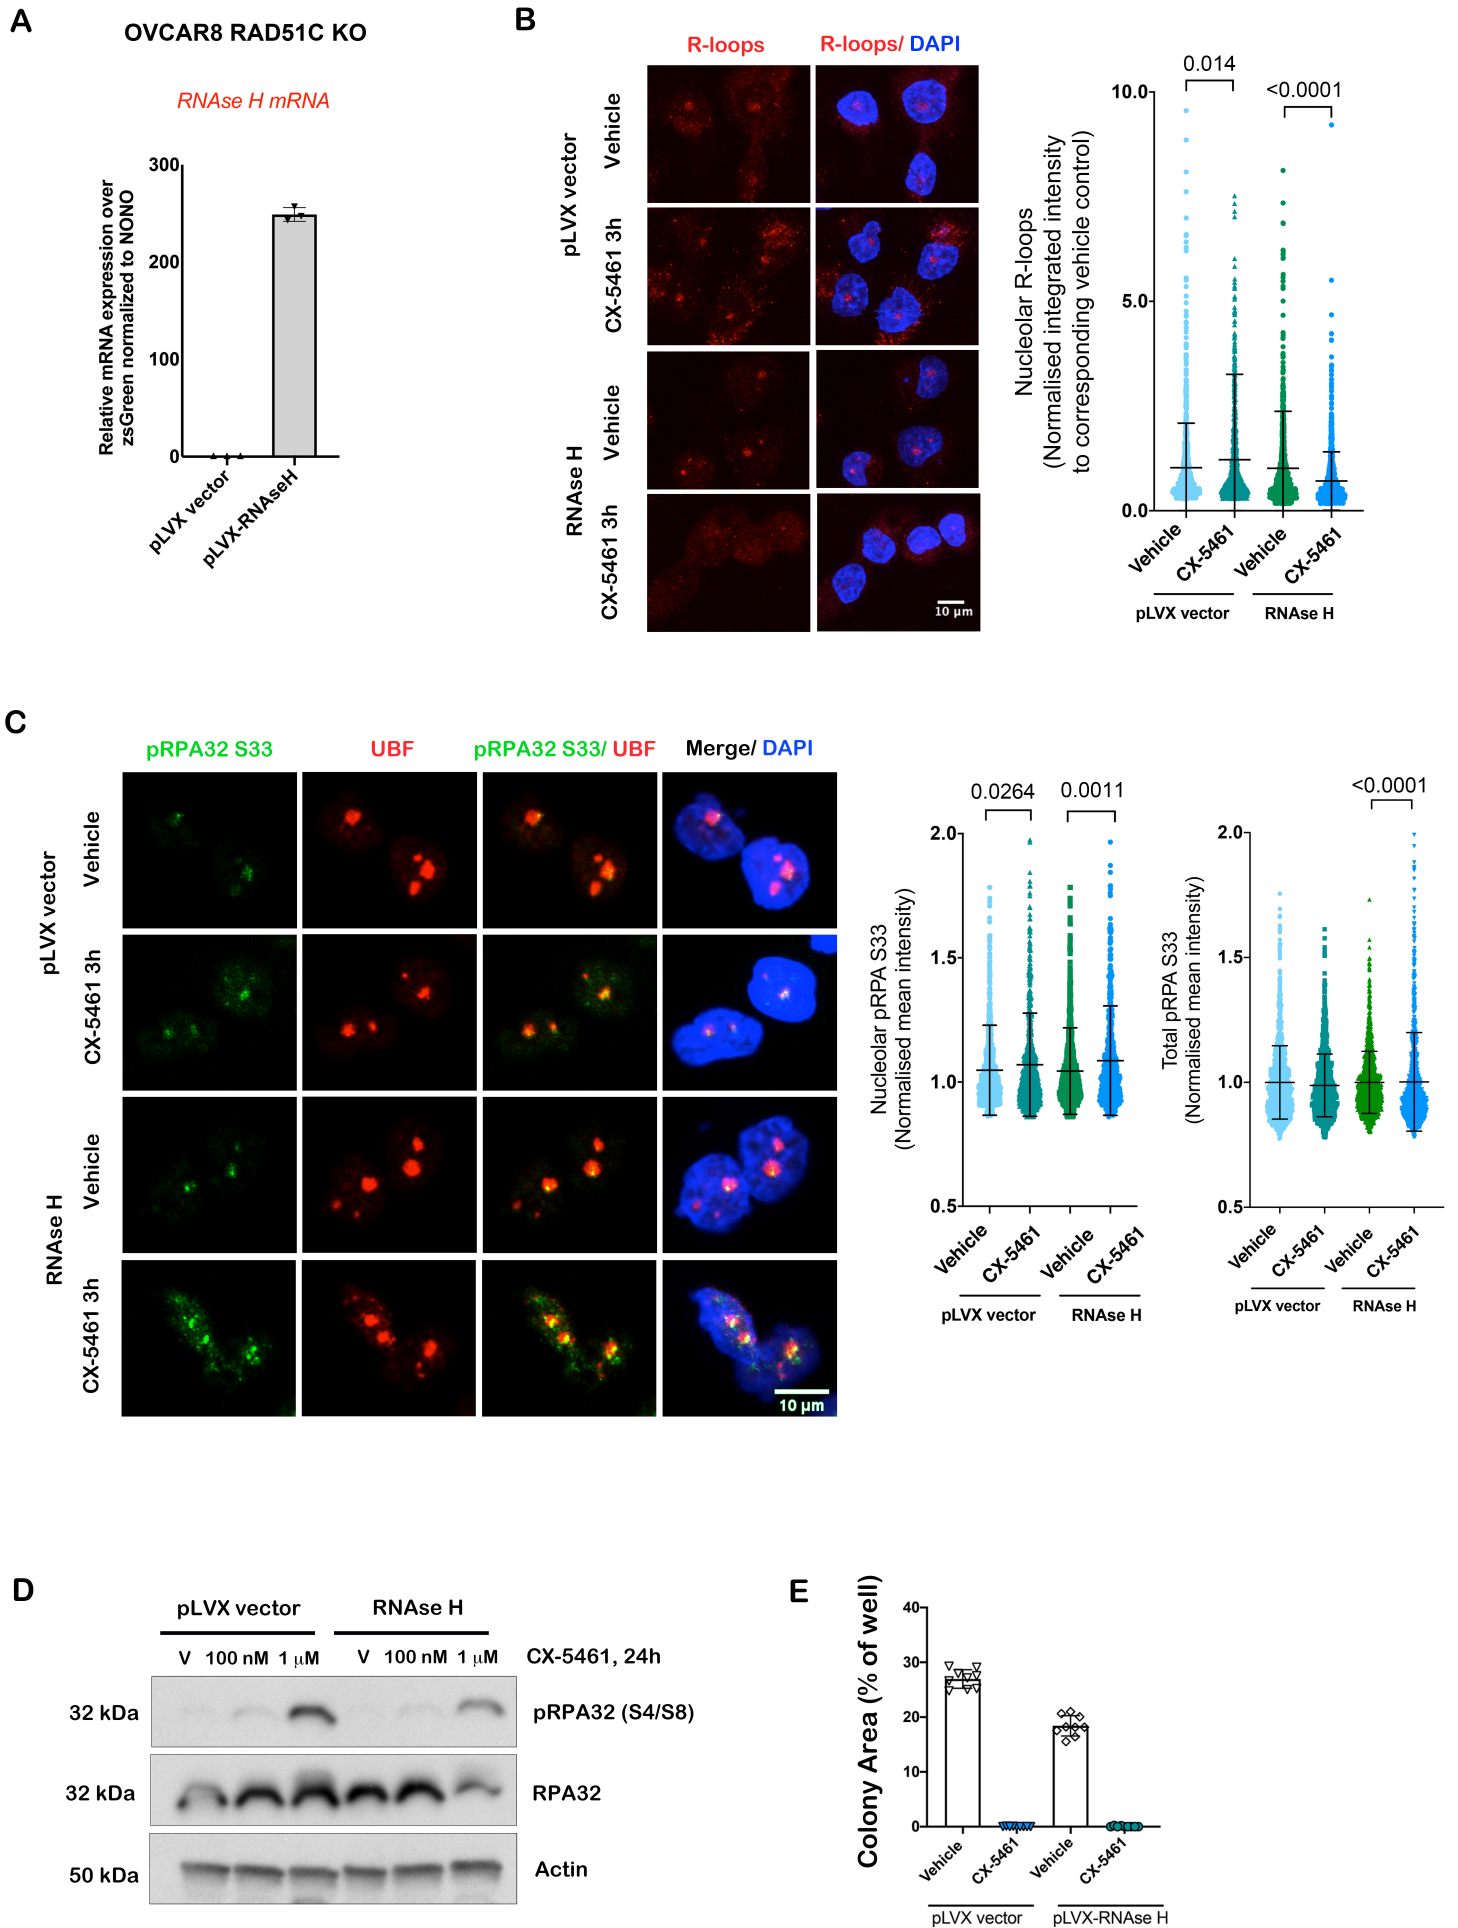 A
OVCAR8 RAD51C KO
RNAse H mRNA
Relative mRNA expression over
zsGreen normalized to NONO
300
200
100
0
pLVX vector
pLVX-RNAseH
B
R-loops
R-loops/ DAPI
pLVX vector
Vehicle
CX-5461 3h
RNAse H
Vehicle
CX-5461 3h
10 µm
Nucleolar R-loops
(Normalised integrated intensity
to corresponding vehicle control)
0.014
<0.0001
10.0
5.0
0.0
Vehicle
CX-5461
Vehicle
CX-5461
pLVX vector
RNAse H
C
pRPA32 S33
UBF
pRPA32 S33/ UBF
Merge/ DAPI
pLVX vector
Vehicle
CX-5461 3h
RNAse H
Vehicle
CX-5461 3h
10 µm
Nucleolar pRPA S33
(Normalised mean intensity)
0.0264
0.0011
2.0
1.5
1.0
0.5
Vehicle
CX-5461
Vehicle
CX-5461
pLVX vector
RNAse H
Total pRPA S33
(Normalised mean intensity)
<0.0001
2.0
1.5
1.0
0.5
Vehicle
CX-5461
Vehicle
CX-5461
pLVX vector
RNAse H
D
pLVX vector
RNAse H
V 100 nM 1 µM V 100 nM 1 µM CX-5461, 24h
32 kDa
pRPA32 (S4/S8)
32 kDa
RPA32
50 kDa
Actin
E
Colony Area (% of well)
40
30
20
10
0
Vehicle
CX-5461
Vehicle
CX-5461
pLVX vector
pLVX-RNAse H